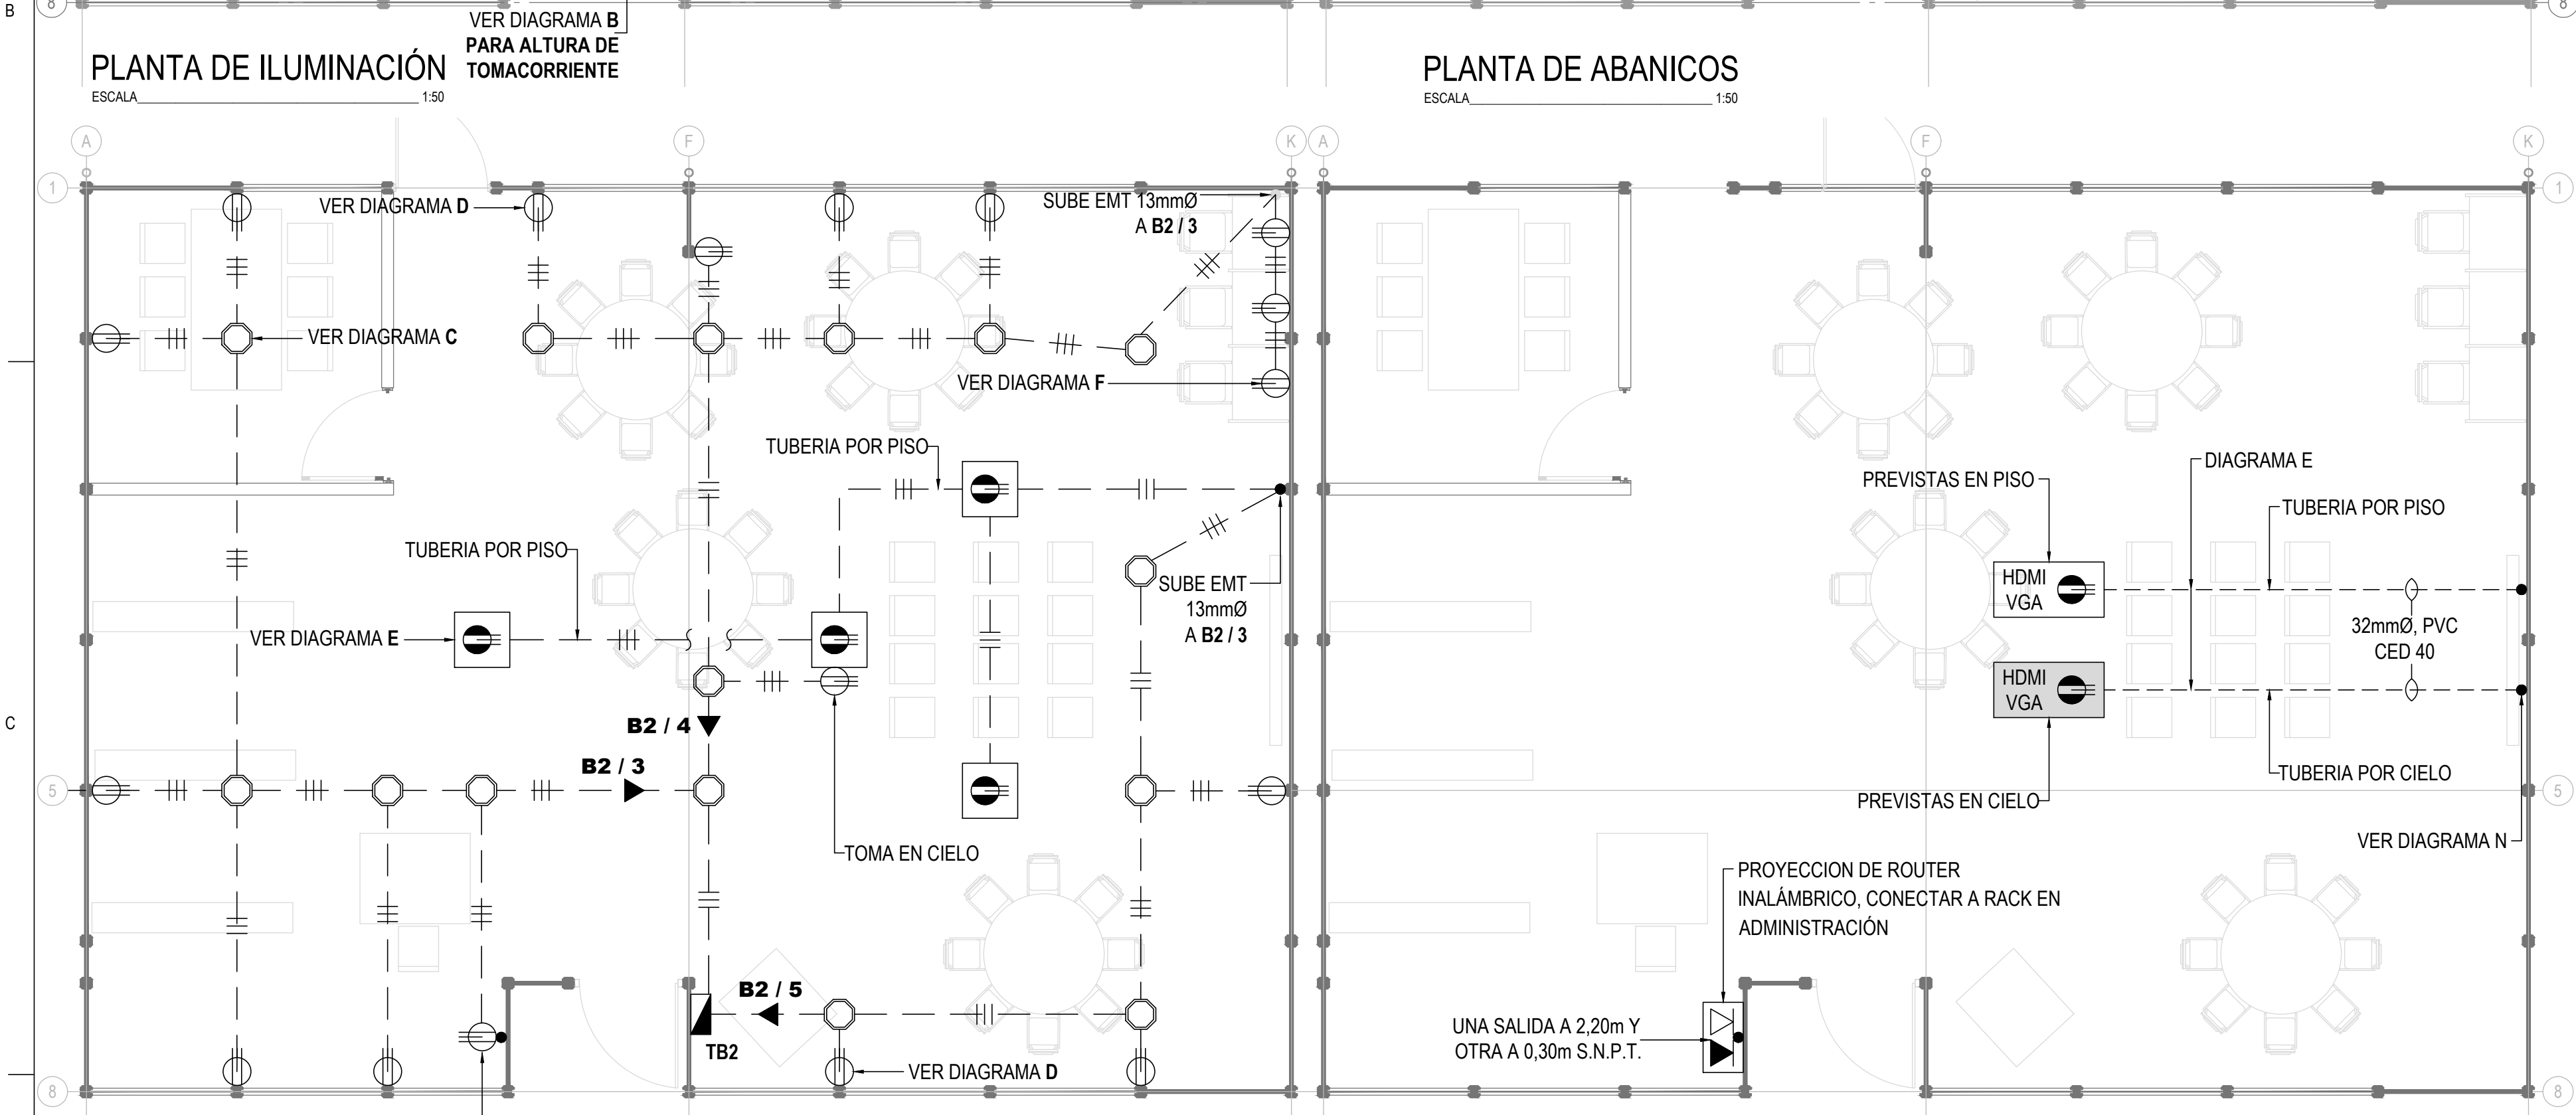 B
8
8
VER DIAGRAMA B
PARA ALTURA DE
TOMACORRIENTE
PLANTA DE ILUMINACIÓN
ESCALA 1:50
PLANTA DE ABANICOS
ESCALA 1:50
A
F
K
A
F
K
1
1
VER DIAGRAMA D
SUBE EMT 13mmØ
A B2 / 3
VER DIAGRAMA C
VER DIAGRAMA F
TUBERIA POR PISO
TUBERIA POR PISO
VER DIAGRAMA E
SUBE EMT
13mmØ
A B2 / 3
B2 / 4
B2 / 3
TOMA EN CIELO
B2 / 5
TB2
VER DIAGRAMA D
C
5
8
DIAGRAMA E
PREVISTAS EN PISO
TUBERIA POR PISO
HDMI
VGA
32mmØ, PVC
CED 40
HDMI
VGA
TUBERIA POR CIELO
PREVISTAS EN CIELO
VER DIAGRAMA N
PROYECCION DE ROUTER
INALÁMBRICO, CONECTAR A RACK EN
ADMINISTRACIÓN
UNA SALIDA A 2,20m Y
OTRA A 0,30m S.N.P.T.
5
8